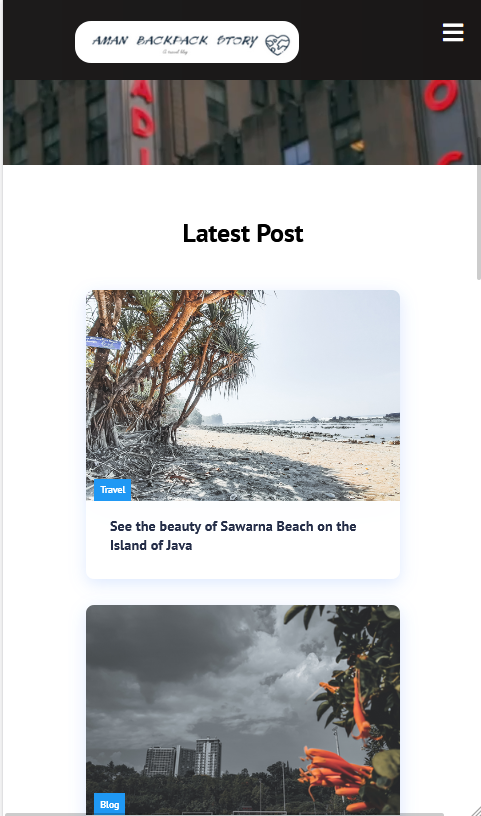 AMAN BACKPACK STORY
A travel blog
ADI
O
C
Latest Post
Travel
See the beauty of Sawarna Beach on the
Island of Java
Blog